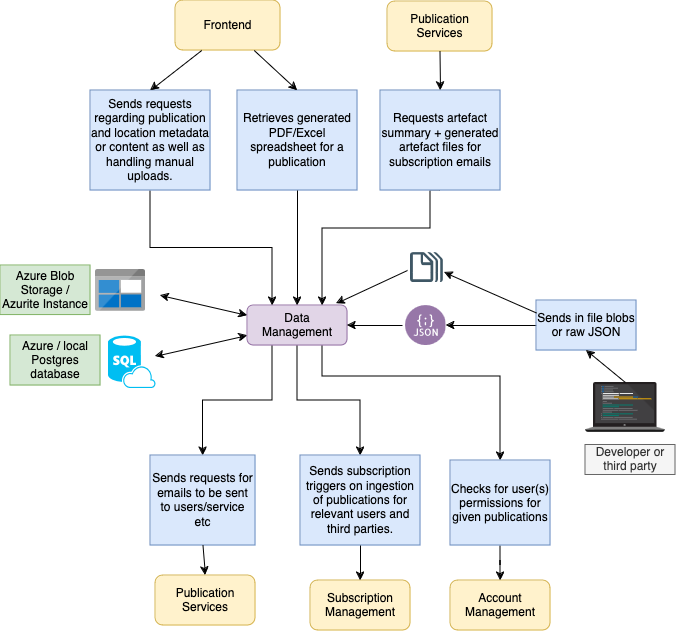 Frontend
Publication
Services
Sends requests
regarding publication
and location metadata
or content as well as
handling manual
uploads.
Retrieves generated
PDF/Excel
spreadsheet for a
publication
Requests artefact
summary + generated
artefact files for
subscription emails
Azure Blob
Storage /
Azurite Instance
Data
Management
{;}
JSON
Sends in file blobs
or raw JSON
Azure / local
Postgres
database
SQL
Developer or
third party
Sends requests for
emails to be sent
to users/service
etc
Sends subscription
triggers on ingestion
of publications for
relevant users and
third parties.
Checks for user(s)
permissions for
given publications
Publication
Services
Subscription
Management
Account
Management